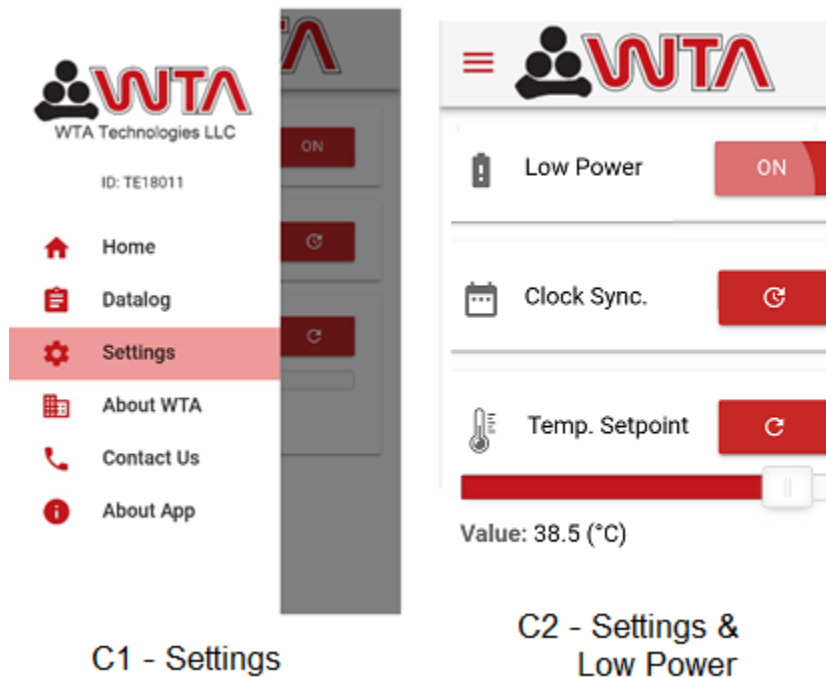 WTA
WTA Technologies LLC
ID: TE18011
Home
Datalog
Settings
About WTA
Contact Us
About App
TA
ON
C1 - Settings
WTA
Low Power
ON
Clock Sync.
Temp. Setpoint
Value: 38.5 (°C)
C2 - Settings &
Low Power